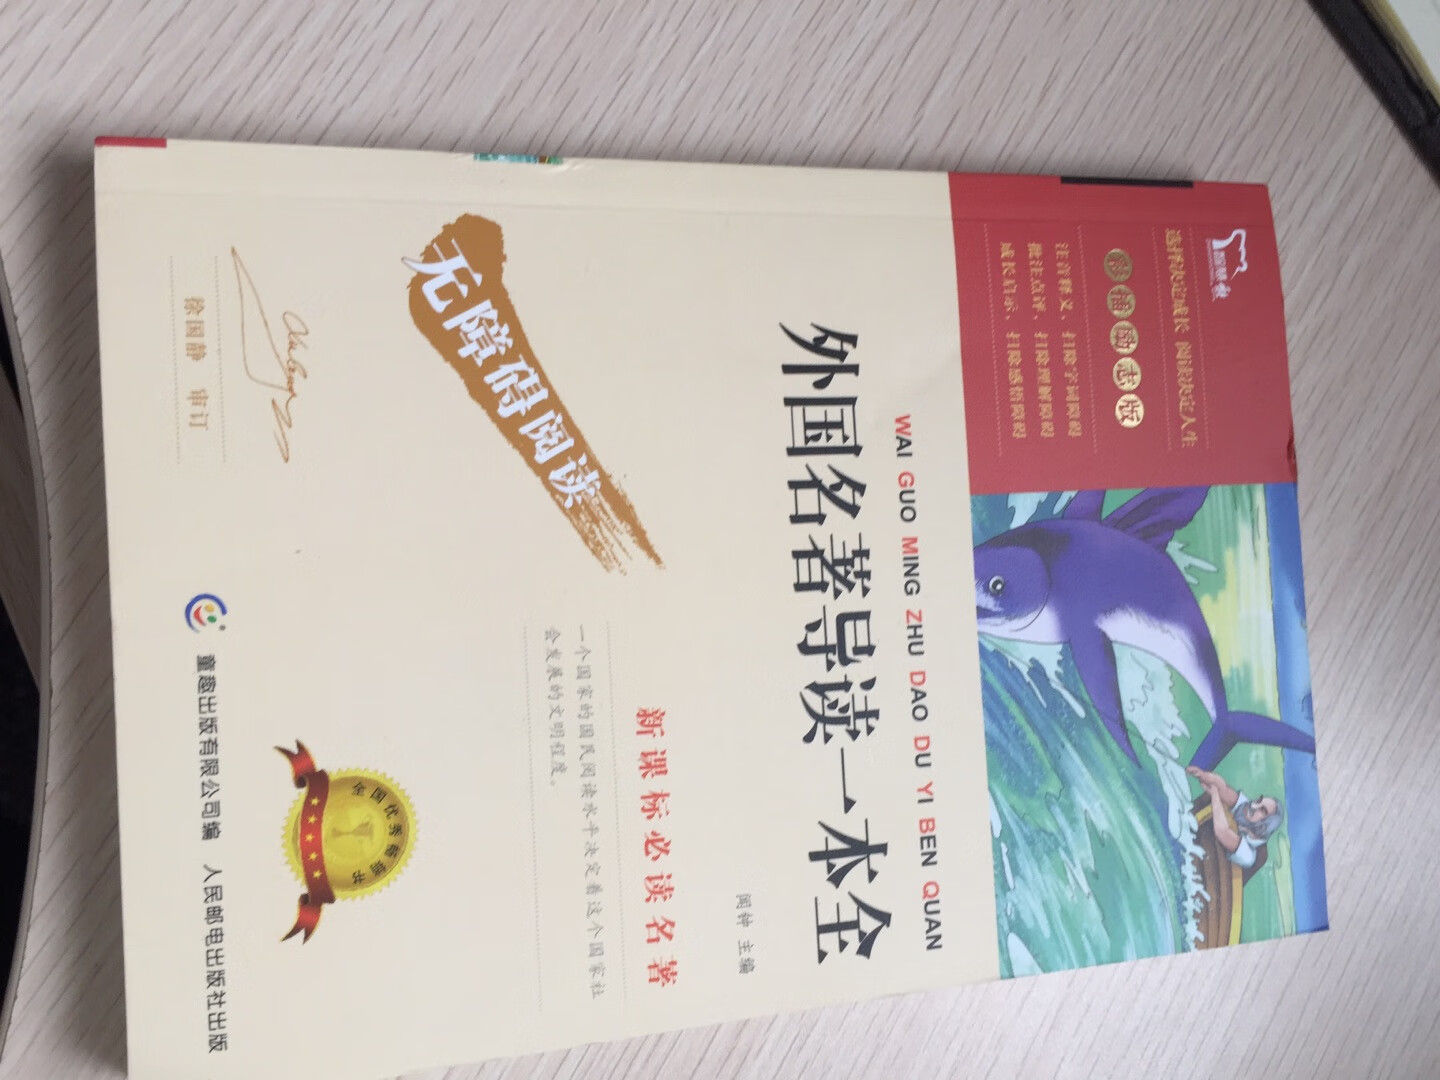 智慧熊
选择决定成长 阅读决定人生
彩插励志版
注音释义，扫除字词障碍
批注点评，扫除理解障碍
成长启示，扫除感悟障碍
WAI GUO MING ZHU DAO DU YI BEN QUAN
外国名著导读一本全
闻钟 主编
新课标必读名著
一个国家的国民阅读水平决定着这个国家社
会发展的文明程度。
无障碍阅读
徐国静 审订
童趣出版有限公司编 人民邮电出版社出版